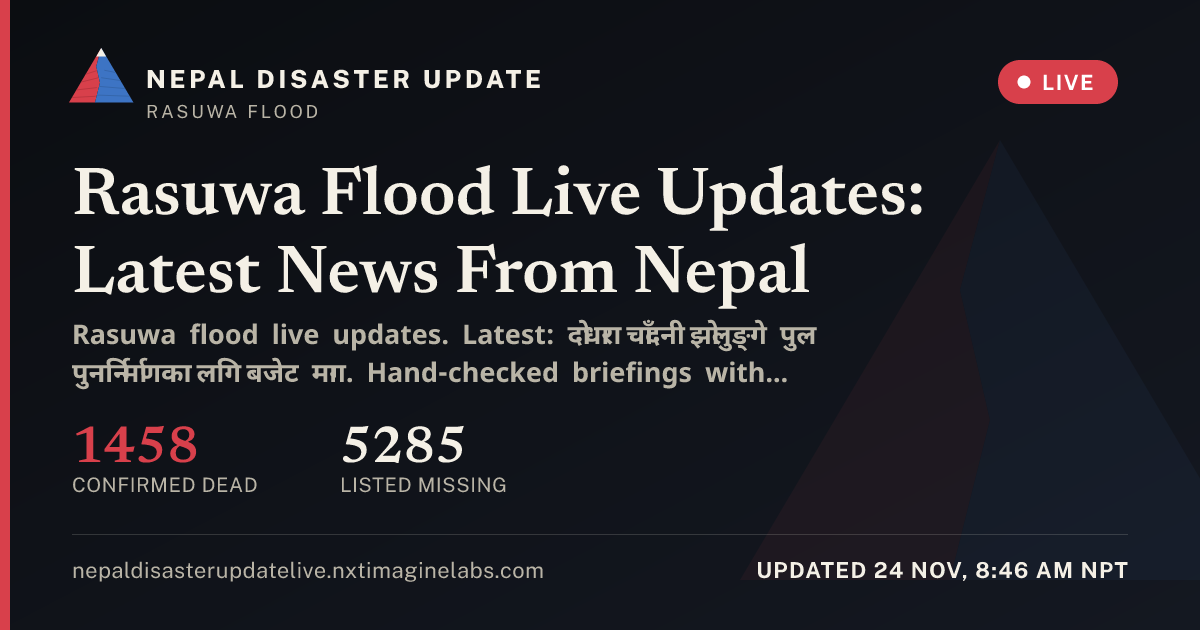 NEPAL DISASTER UPDATE
RASUWA FLOOD
LIVE
Rasuwa Flood Live Updates:
Latest News From Nepal
Rasuwa flood live updates. Latest: दोधारा चाँदनी झोलुङ्गे पुल
पुनर्निर्माणका लागि बजेट माग. Hand-checked briefings with...
1458
CONFIRMED DEAD
5285
LISTED MISSING
nepaldisasterupdatelive.nxtimaginelabs.com
UPDATED 24 NOV, 8:46 AM NPT